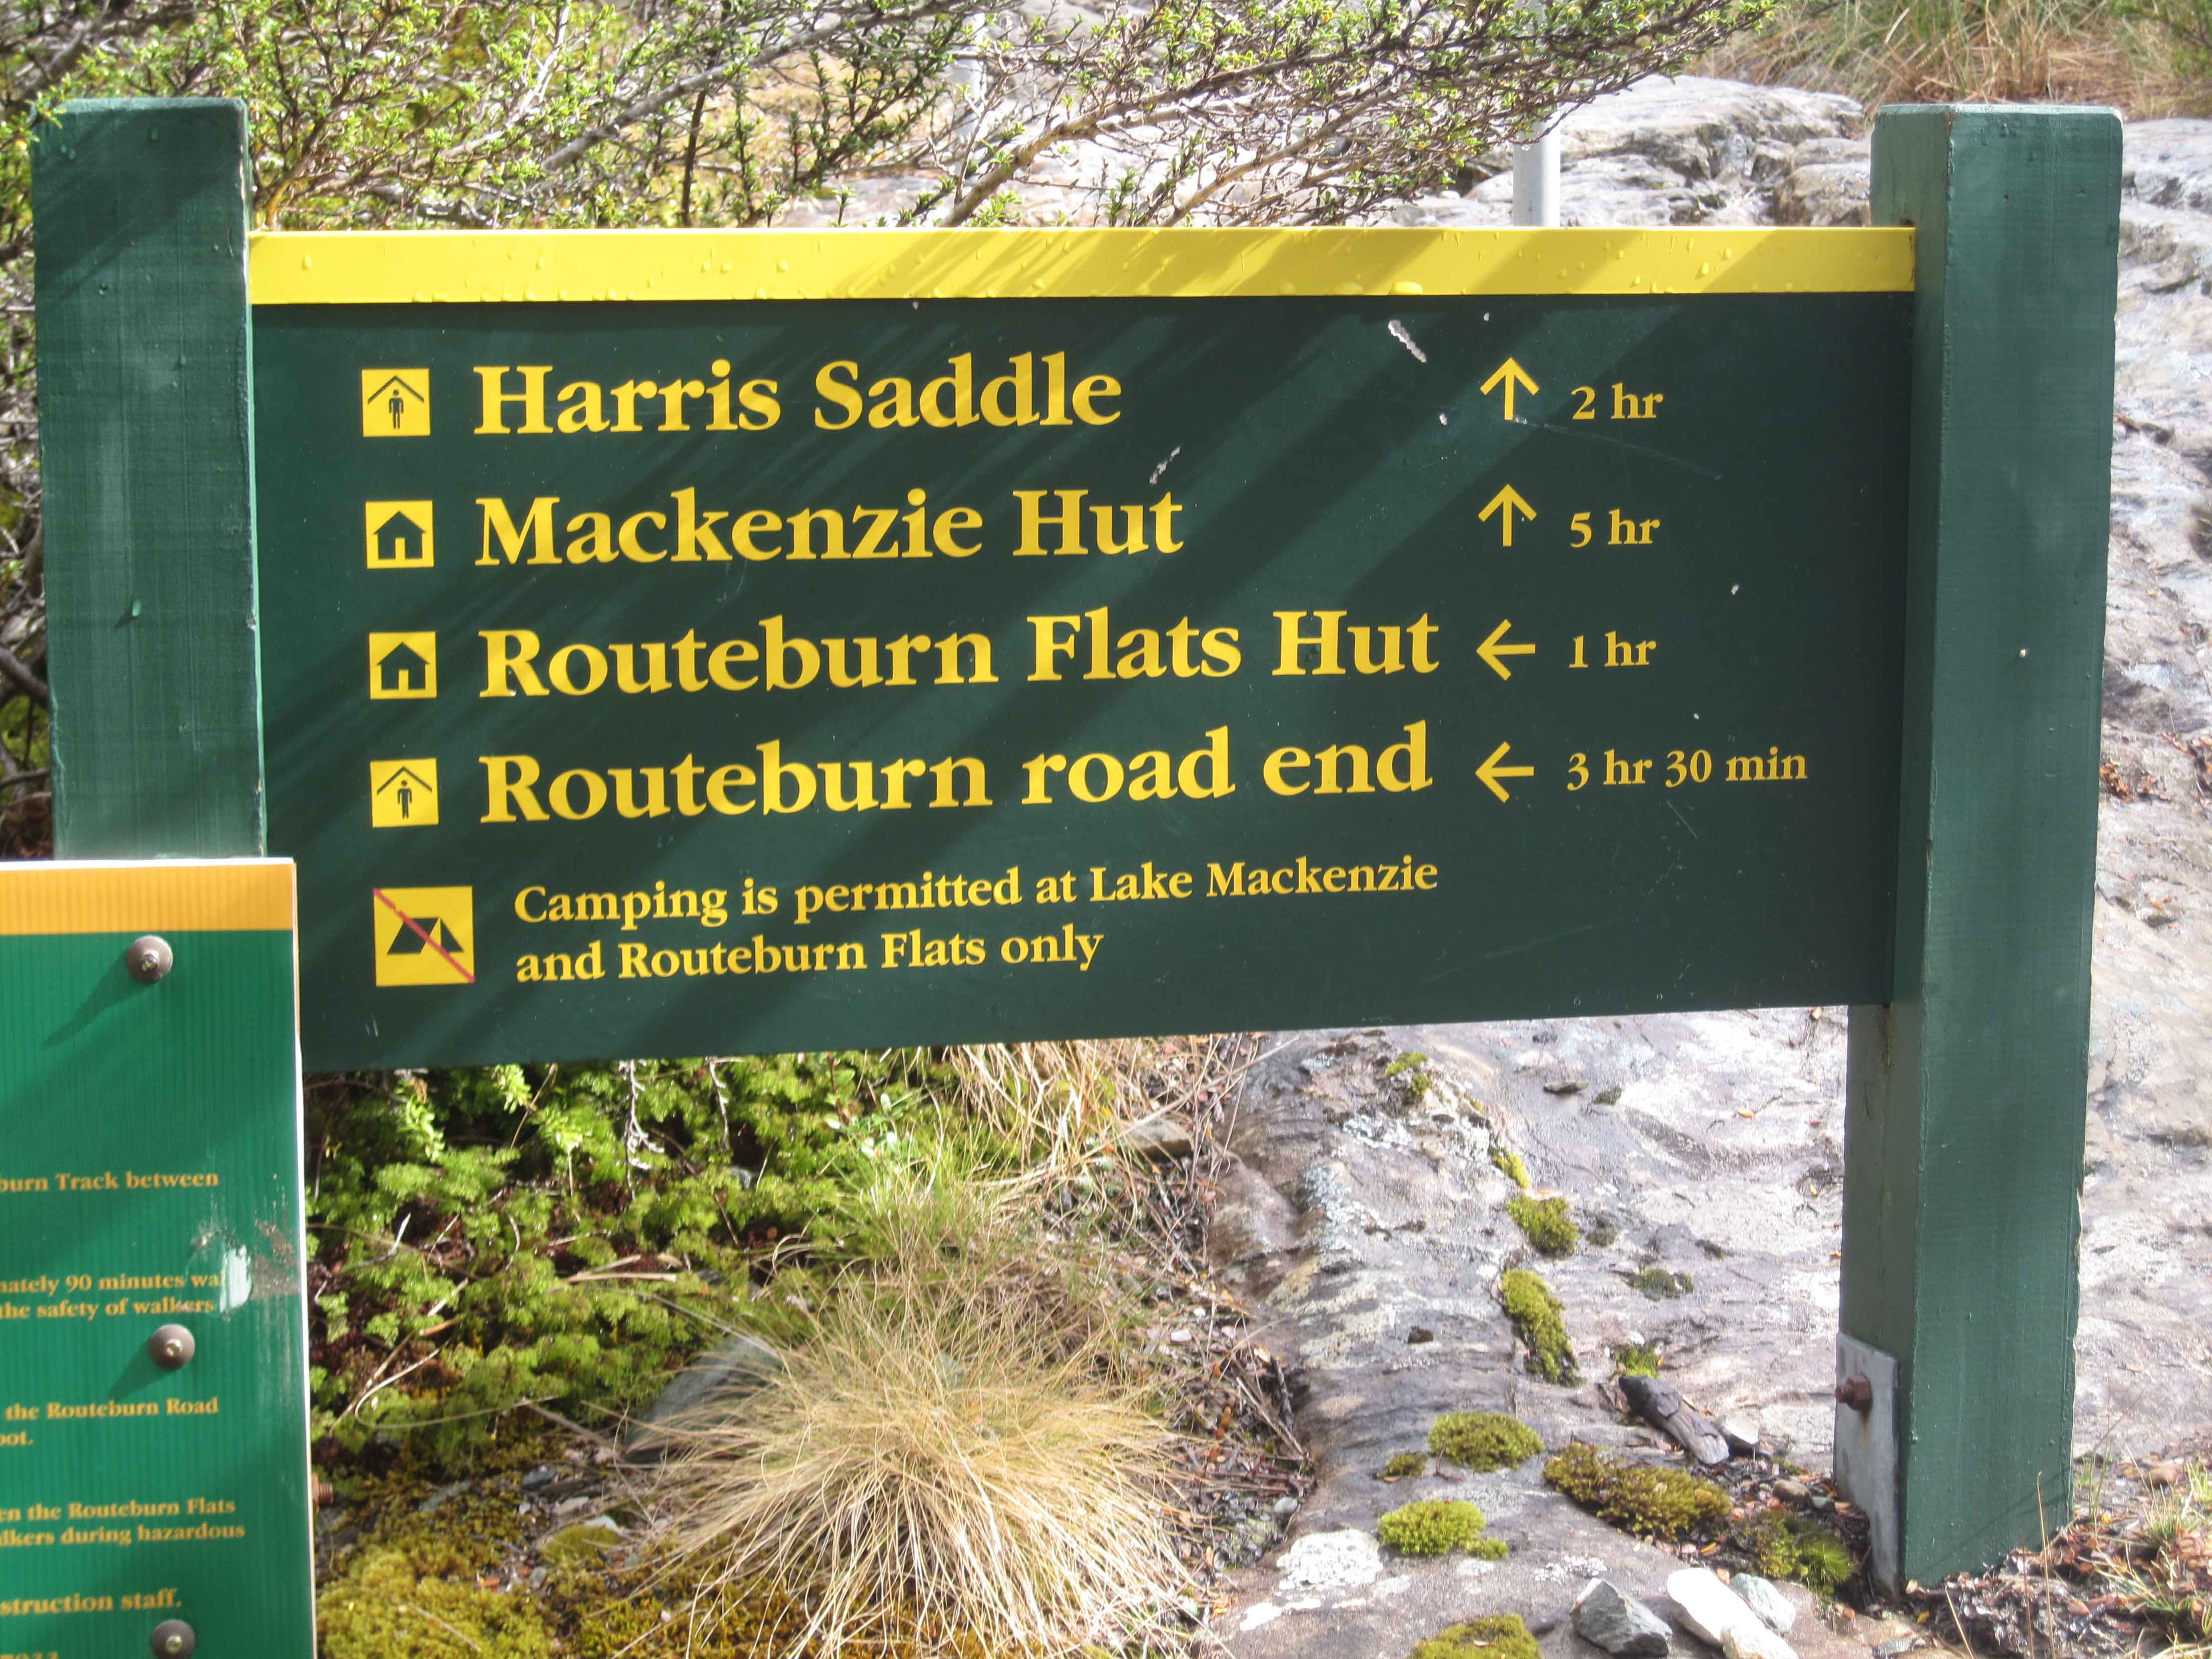 Harris Saddle ↑ 2 hr
Mackenzie Hut ↑ 5 hr
Routeburn Flats Hut ← 1 hr
Routeburn road end ← 3 hr 30 min
Camping is permitted at Lake Mackenzie
and Routeburn Flats only
burn Track between
nately 90 minutes
the safety of walkers
the Routeburn Road
en the Routeburn Flats
lkers during hazardous
struction staff.